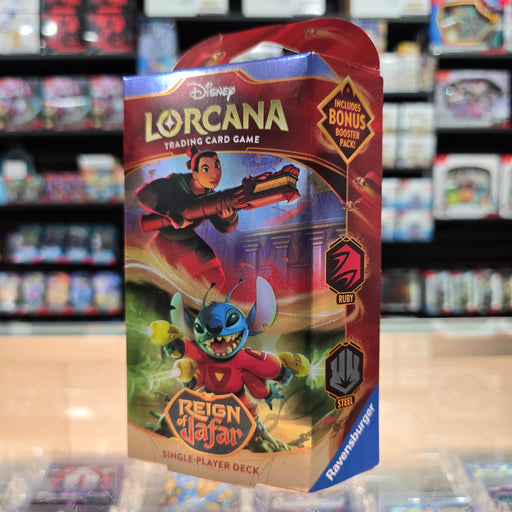 Disney
LORCANA
TRADING CARD GAME
INCLUDES
BONUS
BOOSTER
PACK!
RUBY
STEEL
REIGN
of
Jafar
SINGLE-PLAYER DECK
Ravensburger